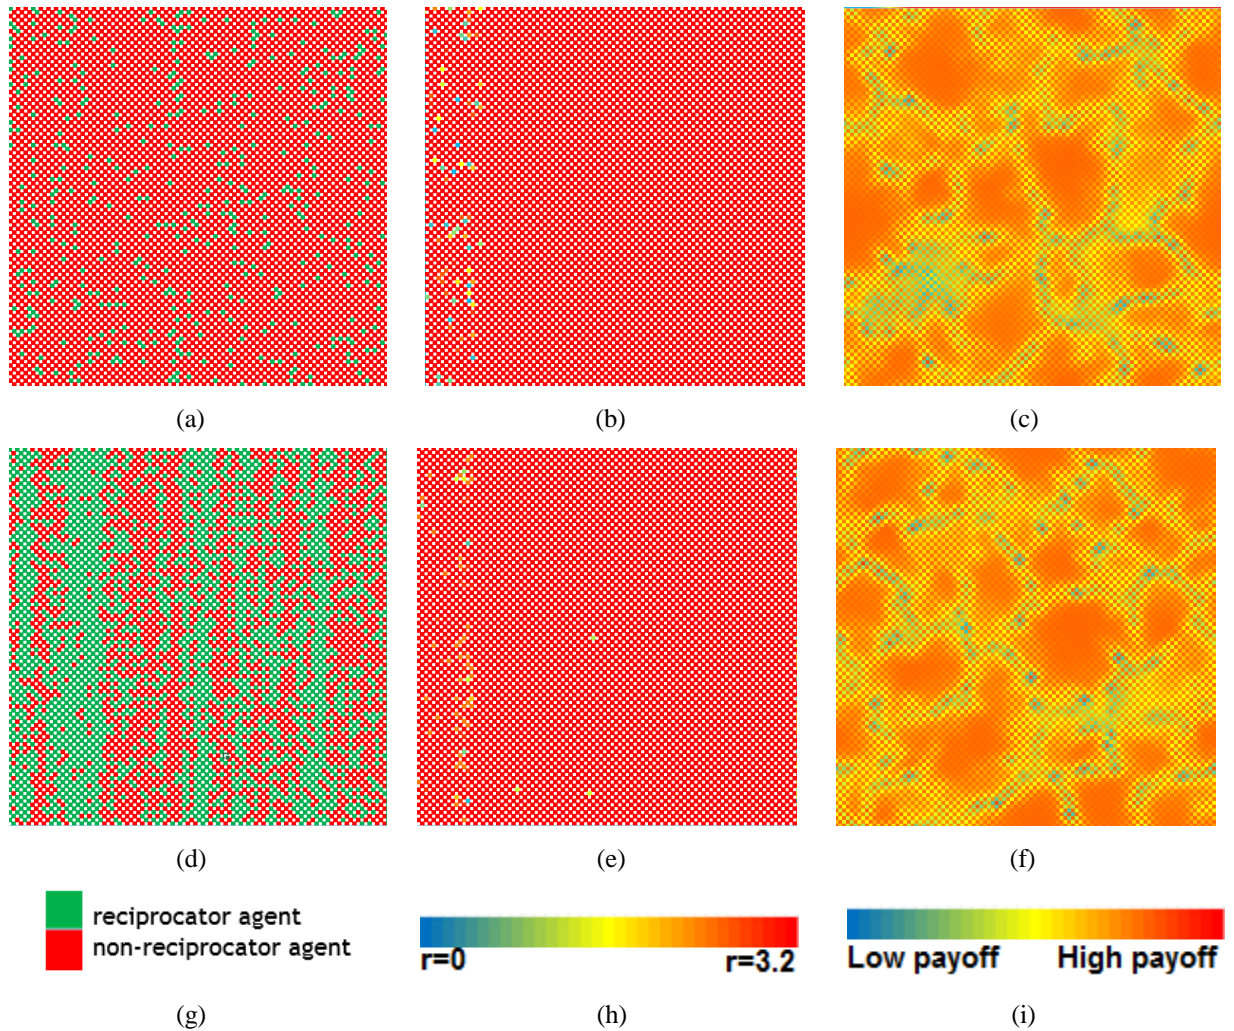 (a) (b) (c)
(d) (e) (f)
reciprocator agent
non-reciprocator agent
r=0 r=3.2
Low payoff High payoff
(g) (h) (i)